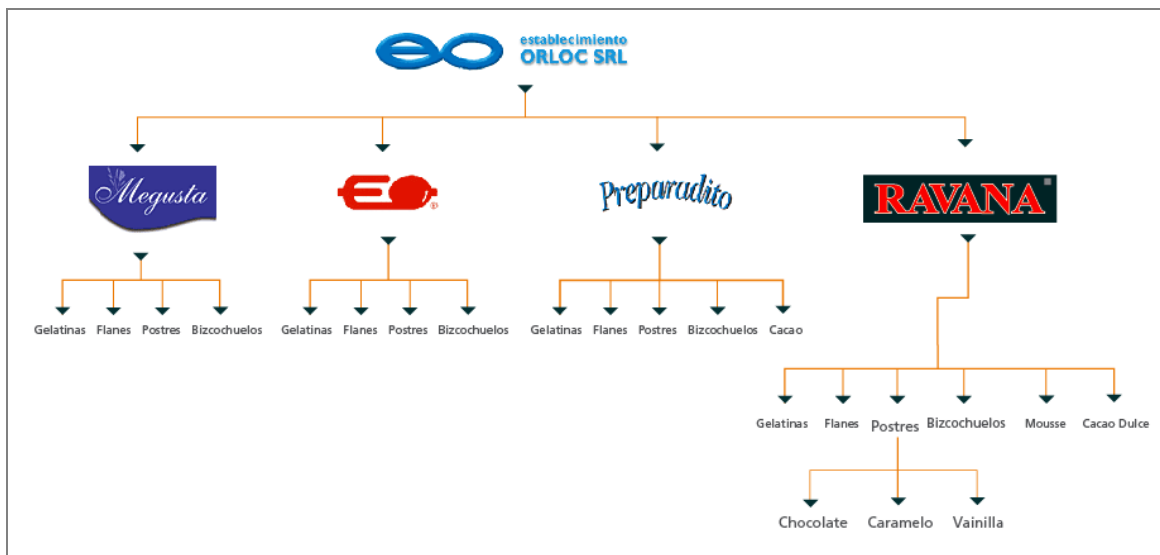 establecimiento
ORLOC SRL
Megusta
EO
Preparadito
RAVANA
Gelatinas Flanes Postres Bizcochuelos
Gelatinas Flanes Postres Bizcochuelos
Gelatinas Flanes Postres Bizcochuelos Cacao
Gelatinas Flanes Postres Bizcochuelos Mousse Cacao Dulce
Chocolate Caramelo Vainilla